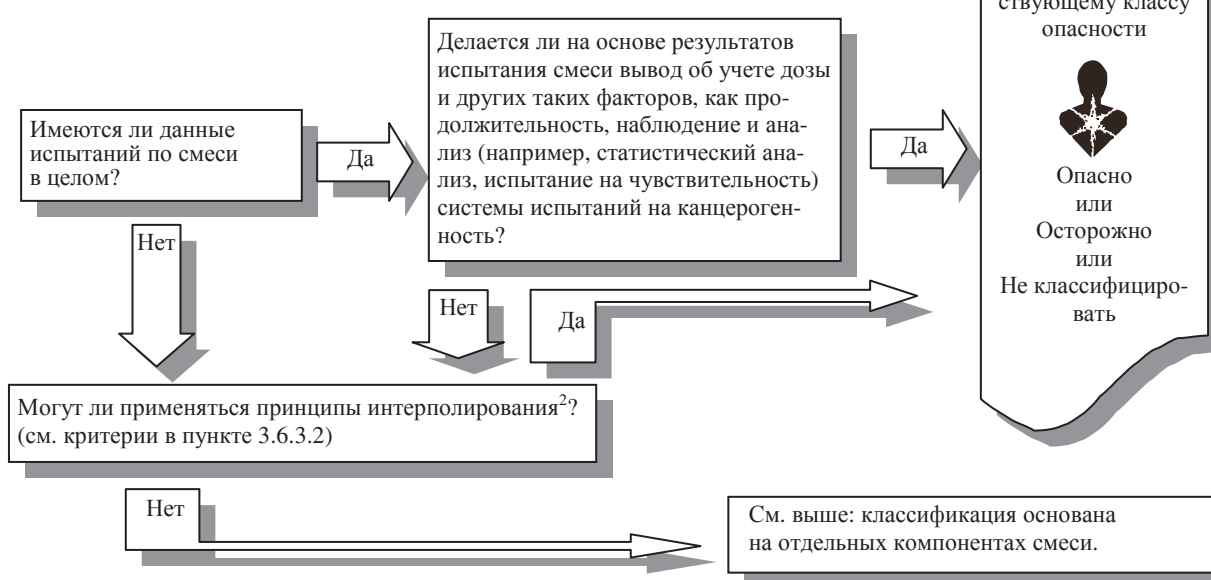 ствующему классу
опасности
Делается ли на основе результатов
испытания смеси вывод об учете дозы
и других таких факторов, как про-
должительность, наблюдение и ана-
лиз (например, статистический ана-
лиз, испытание на чувствительность)
системы испытаний на канцероген-
ность?
Имеются ли данные
испытаний по смеси
в целом?
Да
Да
Опасно
или
Осторожно
или
Не классифициро-
вать
Нет
Нет
Да
Могут ли применяться принципы интерполирования²?
(см. критерии в пункте 3.6.3.2)
Нет
См. выше: классификация основана
на отдельных компонентах смеси.